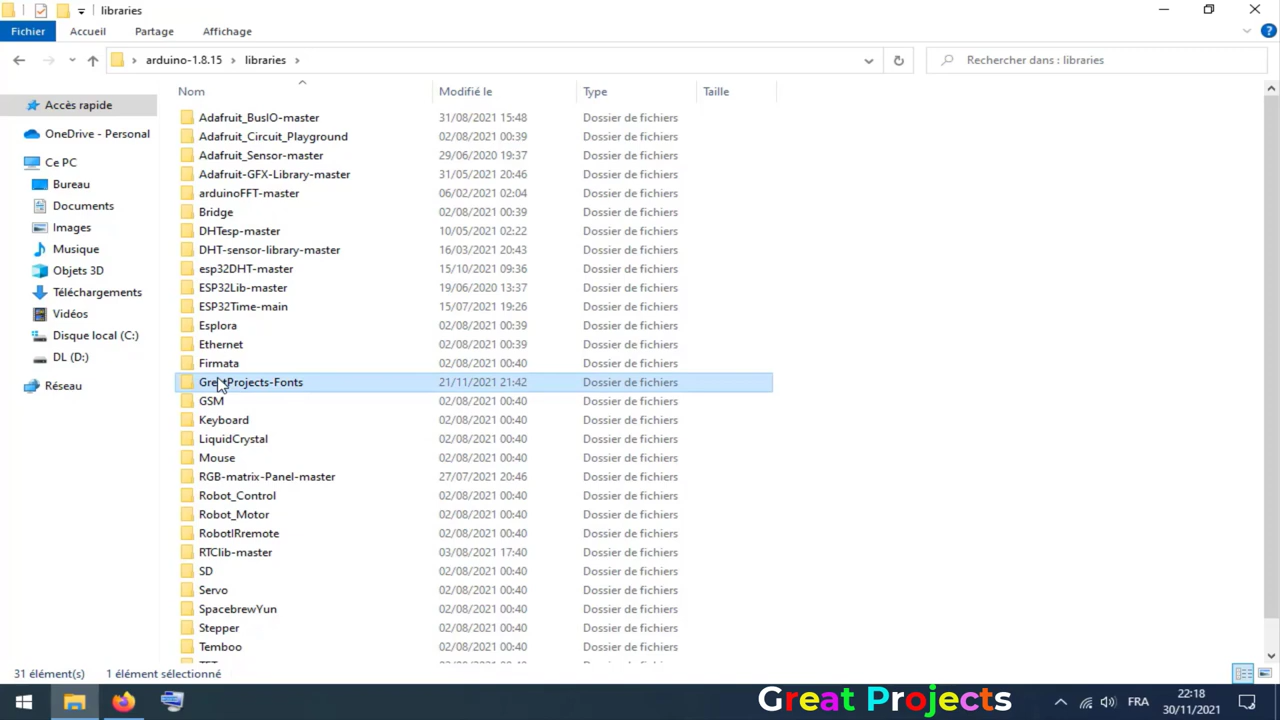 libraries
Fichier Accueil Partage Affichage
arduino-1.8.15 libraries Rechercher dans : libraries
Nom Modifié le Type Taille
Accès rapide
OneDrive - Personal
Ce PC
Bureau
Documents
Images
Musique
Objets 3D
Téléchargements
Vidéos
Disque local (C:)
DL (D:)
Réseau
Adafruit_BusIO-master 31/08/2021 15:48 Dossier de fichiers
Adafruit_Circuit_Playground 02/08/2021 00:39 Dossier de fichiers
Adafruit_Sensor-master 29/06/2020 19:37 Dossier de fichiers
Adafruit-GFX-Library-master 31/05/2021 20:46 Dossier de fichiers
arduinoFFT-master 06/02/2021 02:04 Dossier de fichiers
Bridge 02/08/2021 00:39 Dossier de fichiers
DHTesp-master 10/05/2021 02:22 Dossier de fichiers
DHT-sensor-library-master 16/03/2021 20:43 Dossier de fichiers
esp32DHT-master 15/10/2021 09:36 Dossier de fichiers
ESP32Lib-master 19/06/2020 13:37 Dossier de fichiers
ESP32Time-main 15/07/2021 19:26 Dossier de fichiers
Esplora 02/08/2021 00:39 Dossier de fichiers
Ethernet 02/08/2021 00:39 Dossier de fichiers
Firmata 02/08/2021 00:40 Dossier de fichiers
GreatProjects-Fonts 21/11/2021 21:42 Dossier de fichiers
GSM 02/08/2021 00:40 Dossier de fichiers
Keyboard 02/08/2021 00:40 Dossier de fichiers
LiquidCrystal 02/08/2021 00:40 Dossier de fichiers
Mouse 02/08/2021 00:40 Dossier de fichiers
RGB-matrix-Panel-master 27/07/2021 20:46 Dossier de fichiers
Robot_Control 02/08/2021 00:40 Dossier de fichiers
Robot_Motor 02/08/2021 00:40 Dossier de fichiers
RobotIRremote 02/08/2021 00:40 Dossier de fichiers
RTClib-master 03/08/2021 17:40 Dossier de fichiers
SD 02/08/2021 00:40 Dossier de fichiers
Servo 02/08/2021 00:40 Dossier de fichiers
SpacebrewYun 02/08/2021 00:40 Dossier de fichiers
Stepper 02/08/2021 00:40 Dossier de fichiers
Temboo 02/08/2021 00:40 Dossier de fichiers
31 élément(s) 1 élément sélectionné
Great Projects
FRA
22:18
30/11/2021